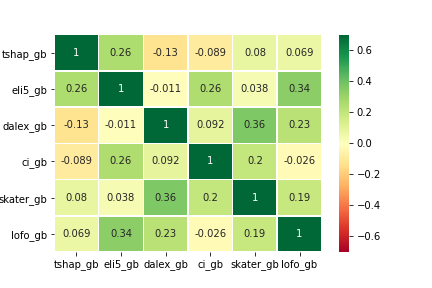 tshap_gb 1 0.26 -0.13 -0.089 0.08 0.069
eli5_gb 0.26 1 -0.011 0.26 0.038 0.34
dalex_gb -0.13 -0.011 1 0.092 0.36 0.23
ci_gb -0.089 0.26 0.092 1 0.2 -0.026
skater_gb 0.08 0.038 0.36 0.2 1 0.19
lofo_gb 0.069 0.34 0.23 -0.026 0.19 1
tshap_gb eli5_gb dalex_gb ci_gb skater_gb lofo_gb
0.6
0.4
0.2
0.0
−0.2
−0.4
−0.6